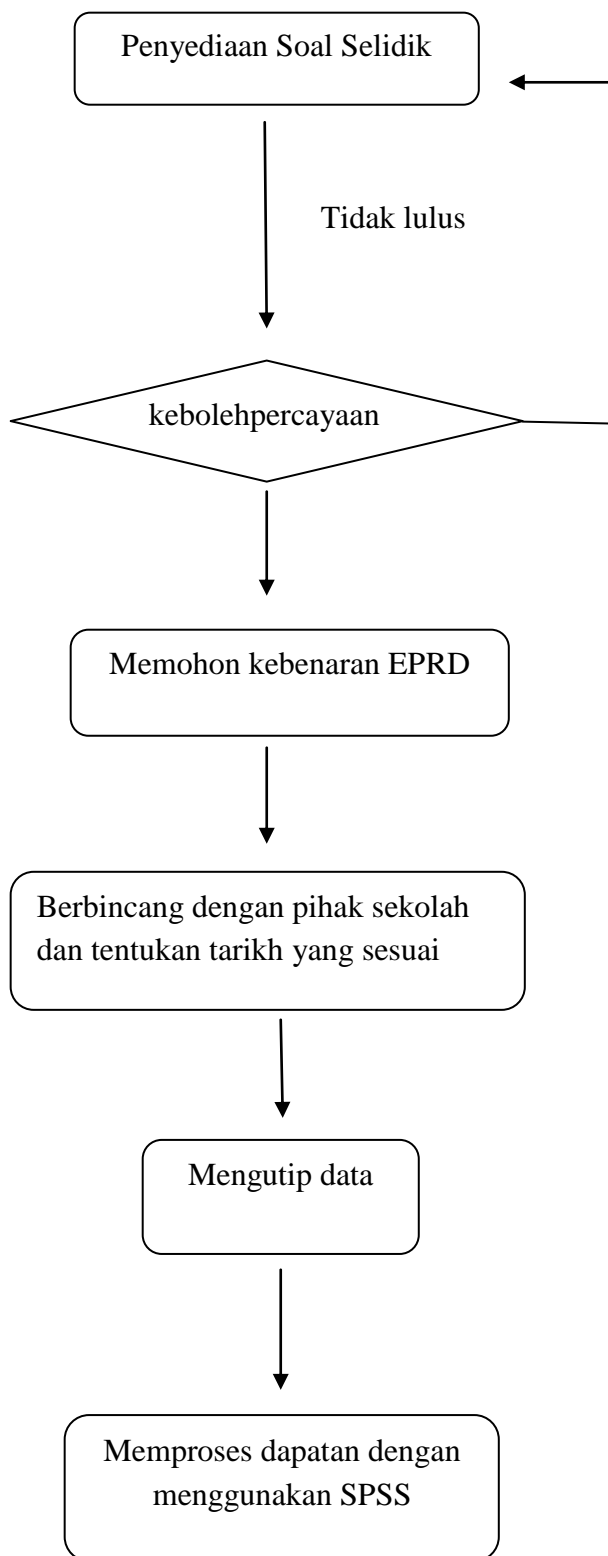 Penyediaan Soal Selidik
Tidak lulus
kebolehpercayaan
Memohon kebenaran EPRD
Berbincang dengan pihak sekolah
dan tentukan tarikh yang sesuai
Mengutip data
Memproses dapatan dengan
menggunakan SPSS